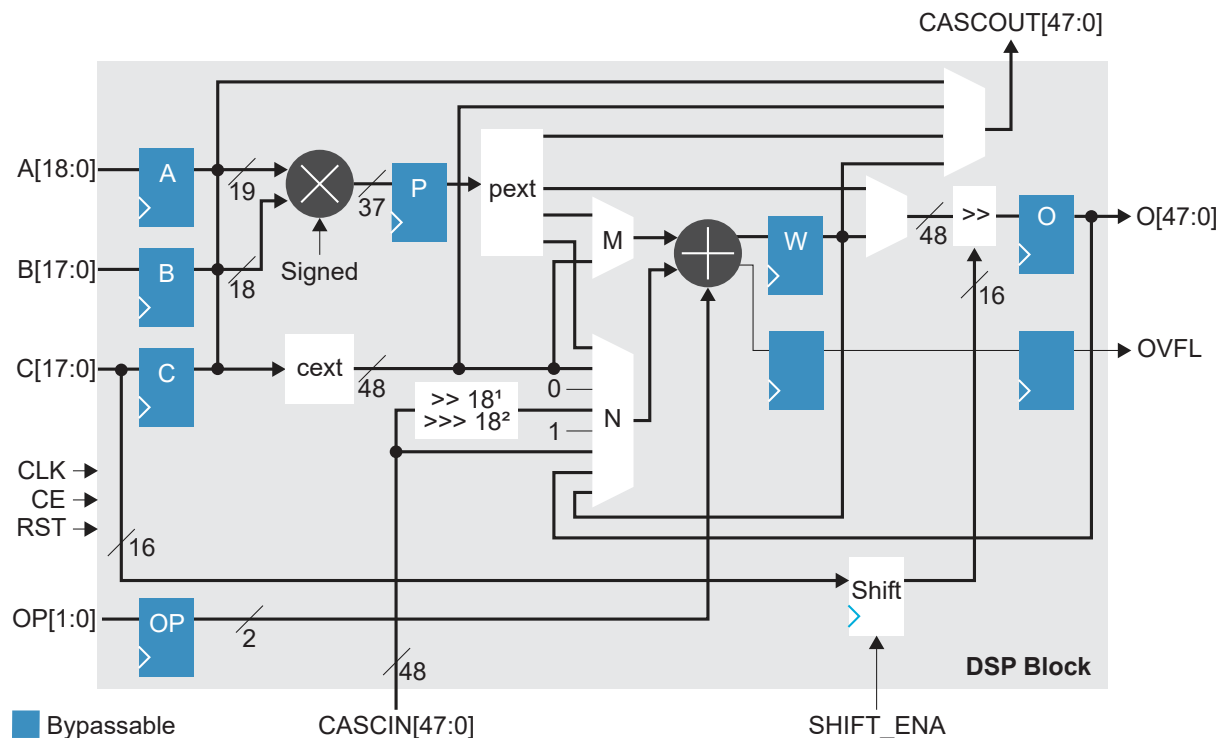 CASCOUT[47:0]
A[18:0]
A
19
37
P
pext
M
48
>>
O
O[47:0]
Signed
W
B[17:0]
B
18
16
C[17:0]
C
cext
48
0
OVFL
>> 18¹
>>> 18²
1
N
CLK
CE
RST
16
Shift
OP[1:0]
OP
2
48
DSP Block
Bypassable
CASCIN[47:0]
SHIFT_ENA